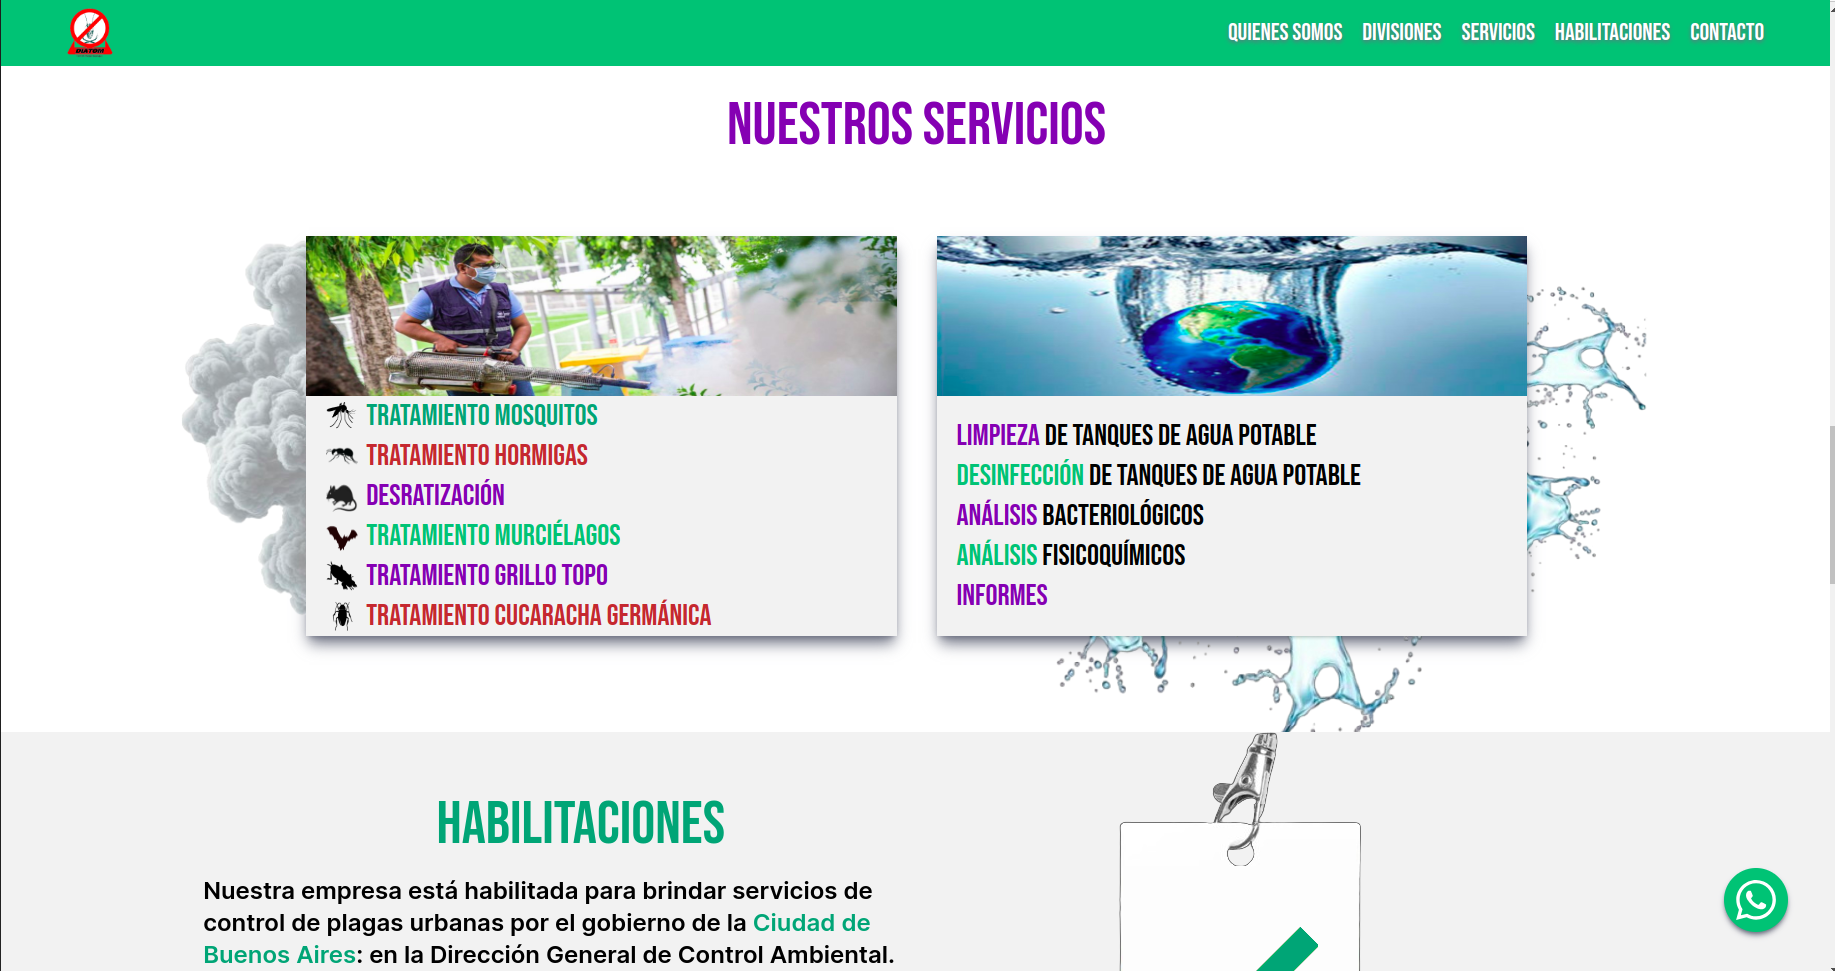 DIATOM
QUIENES SOMOS DIVISIONES SERVICIOS HABILITACIONES CONTACTO
NUESTROS SERVICIOS
TRATAMIENTO MOSQUITOS
TRATAMIENTO HORMIGAS
DESRATIZACIÓN
TRATAMIENTO MURCIÉLAGOS
TRATAMIENTO GRILLO TOPO
TRATAMIENTO CUCARACHA GERMÁNICA
LIMPIEZA DE TANQUES DE AGUA POTABLE
DESINFECCIÓN DE TANQUES DE AGUA POTABLE
ANÁLISIS BACTERIOLÓGICOS
ANÁLISIS FISICOQUÍMICOS
INFORMES
HABILITACIONES
Nuestra empresa está habilitada para brindar servicios de
control de plagas urbanas por el gobierno de la Ciudad de
Buenos Aires: en la Dirección General de Control Ambiental.